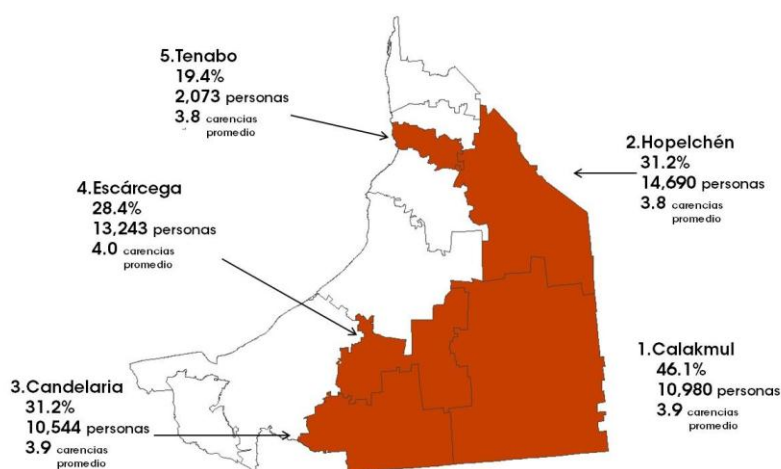 5.Tenabo
19.4%
2,073 personas
3.8 carencias
promedio
2.Hopelchén
31.2%
14,690 personas
3.8 carencias
promedio
4.Escárcega
28.4%
13,243 personas
4.0 carencias
promedio
1.Calakmul
46.1%
10,980 personas
3.9 carencias
promedio
3.Candelaria
31.2%
10,544 personas
3.9 carencias
promedio